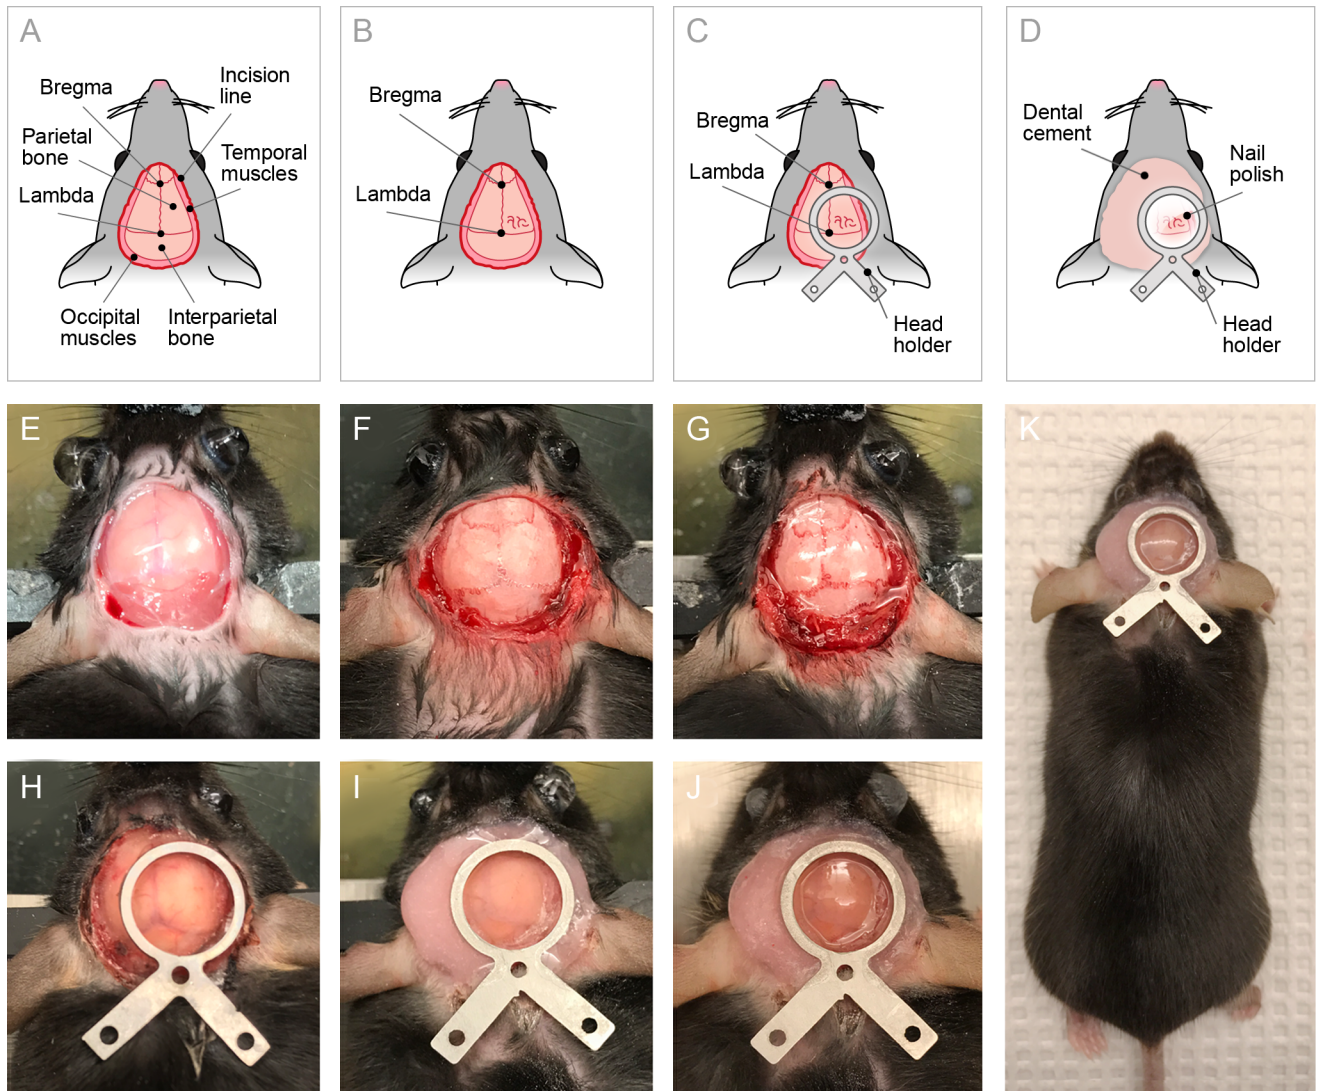 A
Bregma
Incision
line
Parietal
bone
Temporal
muscles
Lambda
Occipital
muscles
Interparietal
bone
B
Bregma
Lambda
C
Bregma
Lambda
Head
holder
D
Dental
cement
Nail
polish
Head
holder
E
F
G
K
H
I
J